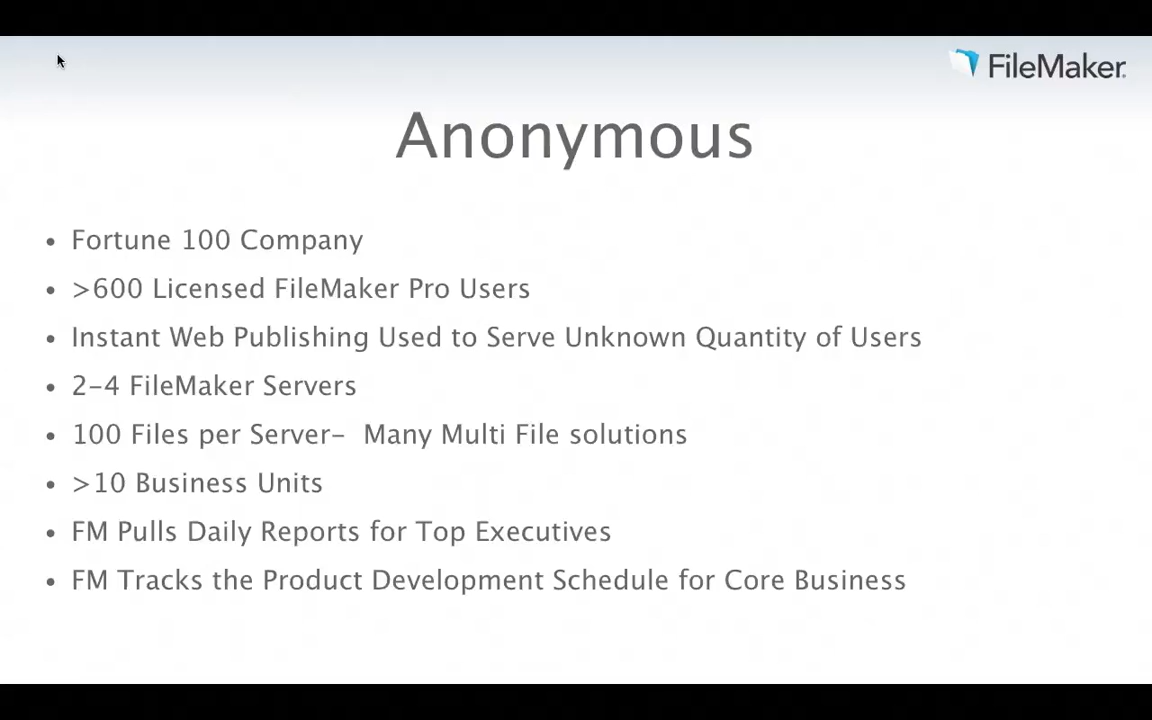 FileMaker.
Anonymous
• Fortune 100 Company
• >600 Licensed FileMaker Pro Users
• Instant Web Publishing Used to Serve Unknown Quantity of Users
• 2-4 FileMaker Servers
• 100 Files per Server-  Many Multi File solutions
• >10 Business Units
• FM Pulls Daily Reports for Top Executives
• FM Tracks the Product Development Schedule for Core Business